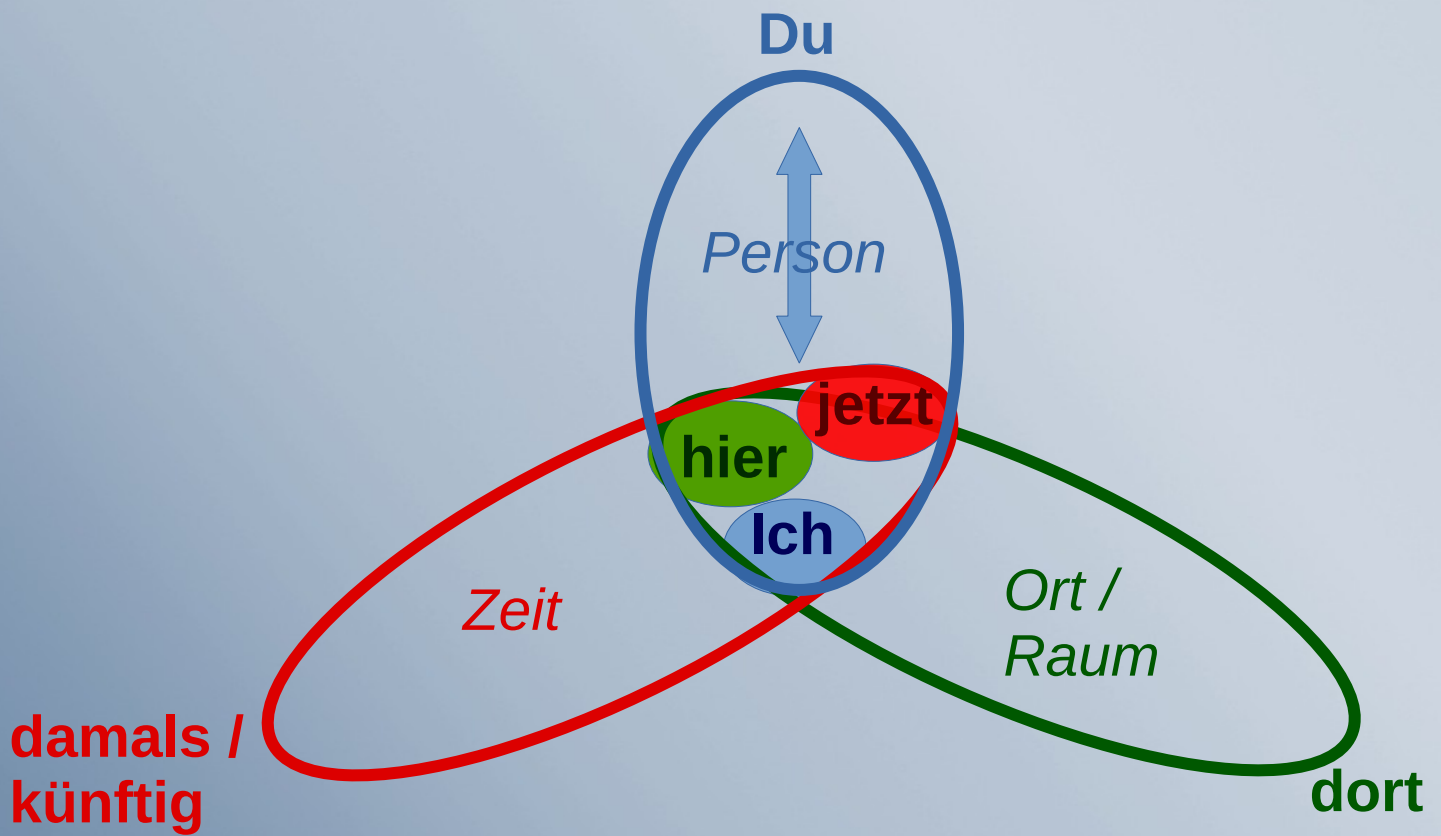 Du
Person
jetzt
hier
Ich
Zeit
Ort /
Raum
damals /
künftig
dort